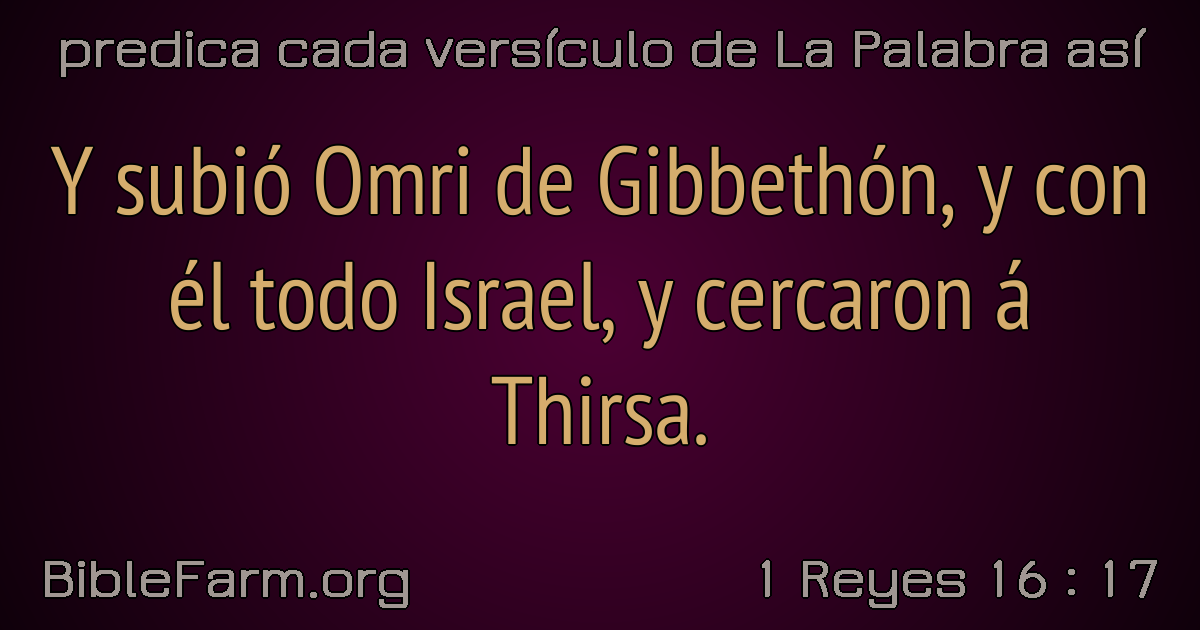 predica cada versículo de La Palabra así
Y subió Omri de Gibbethón, y con
él todo Israel, y cercaron á
Thirsa.
BibleFarm.org
1 Reyes 16 : 17